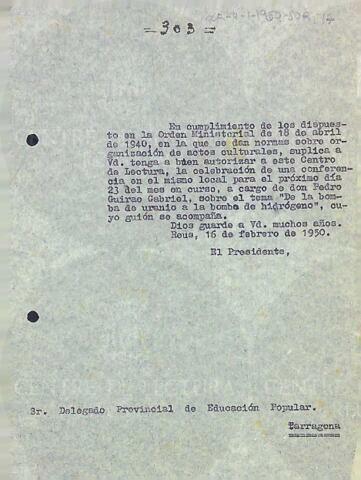 = 303 =
En cumplimiento de los dispues-
to en la Orden Ministerial de 18 de abril
de 1940, en la que se dan normas sobre or-
ganización de actos culturales, suplica a
Vd. tenga a bien autorizar a este Centro
de Lectura, la celebración de una conferen-
cia en el mismo local para el próximo día
23 del mes en curso, a cargo de don Pedro
Guirao Gabriel, sobre el tema "De la bom-
ba de uranio a la bomba de hidrógeno", cu-
yo guión se acompaña.
Dios guarde a Vd. muchos años.
Reus, 16 de febrero de 1950.
El Presidente,
Sr. Delegado Provincial de Educación Popular.
Tarragona